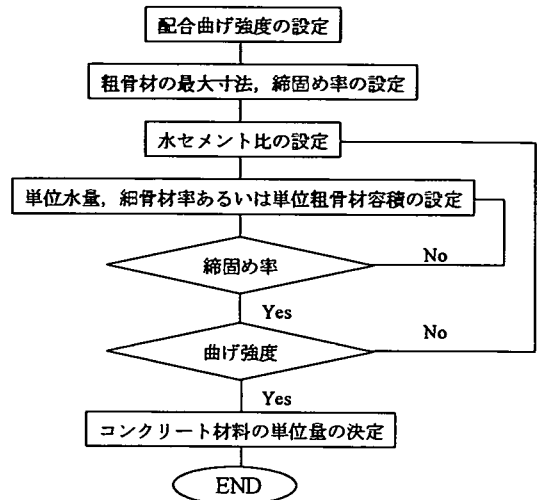 配合曲げ強度の設定
粗骨材の最大寸法，締固め率の設定
水セメント比の設定
単位水量，細骨材率あるいは単位粗骨材容積の設定
締固め率
No
Yes
曲げ強度
No
Yes
コンクリート材料の単位量の決定
END